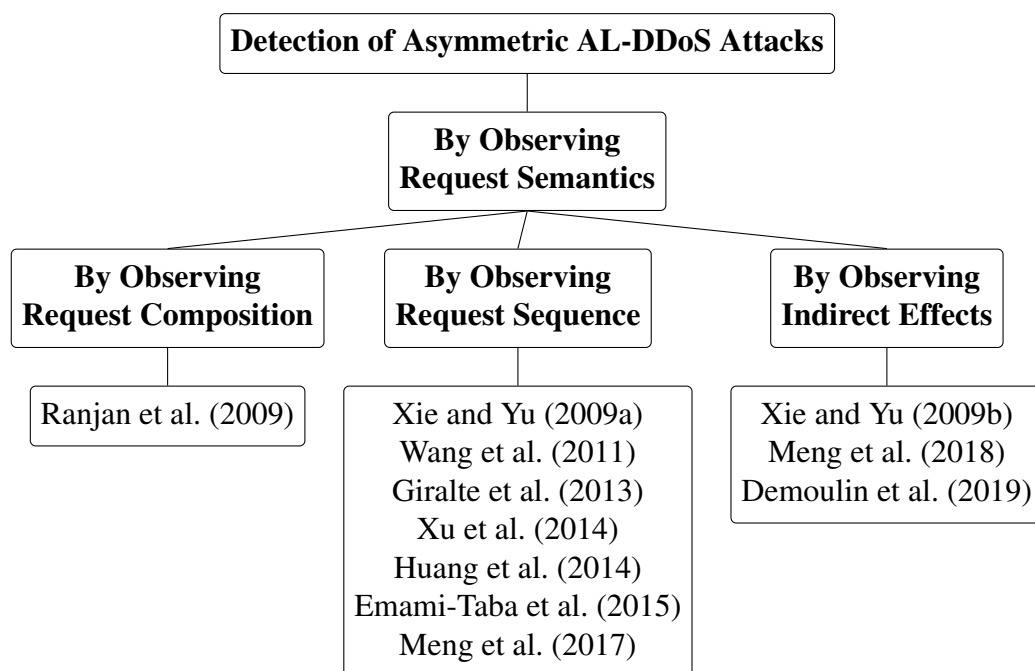 Detection of Asymmetric AL-DDoS Attacks
By Observing
Request Semantics
By Observing
Request Composition
By Observing
Request Sequence
By Observing
Indirect Effects
Ranjan et al. (2009)
Xie and Yu (2009a)
Wang et al. (2011)
Giralte et al. (2013)
Xu et al. (2014)
Huang et al. (2014)
Emami-Taba et al. (2015)
Meng et al. (2017)
Xie and Yu (2009b)
Meng et al. (2018)
Demoulin et al. (2019)